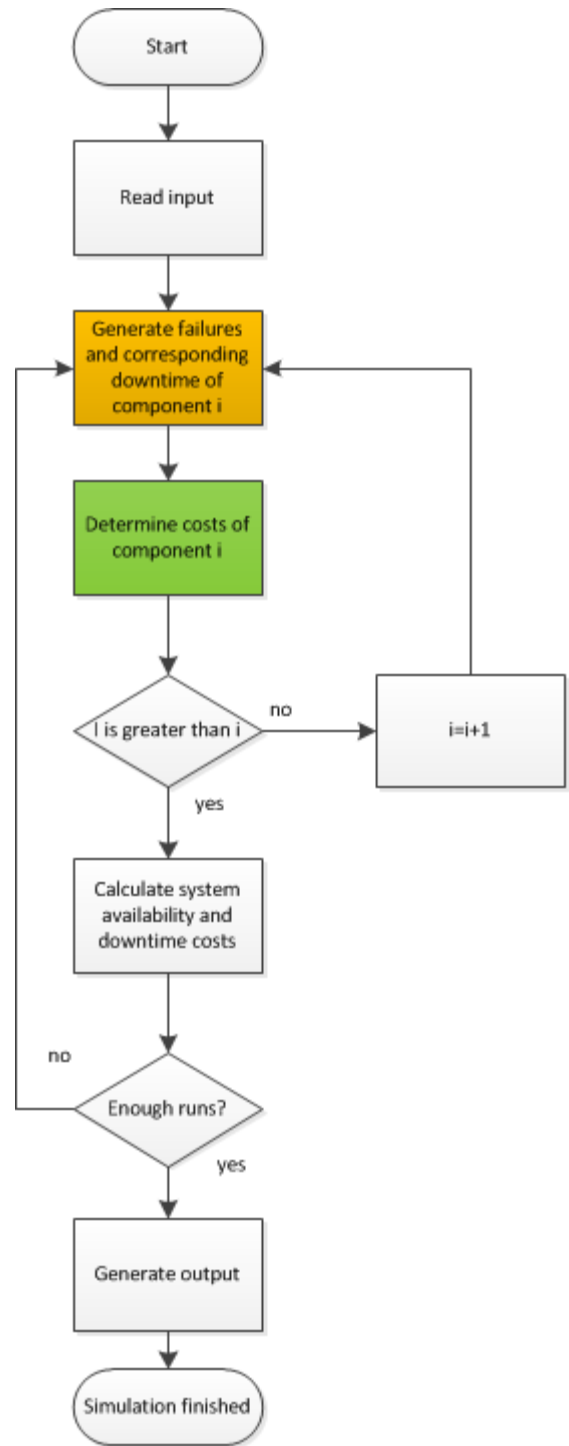 Start
Read input
Generate failures
and corresponding
downtime of
component i
Determine costs of
component i
I is greater than i
no
i=i+1
yes
Calculate system
availability and
downtime costs
no
Enough runs?
yes
Generate output
Simulation finished